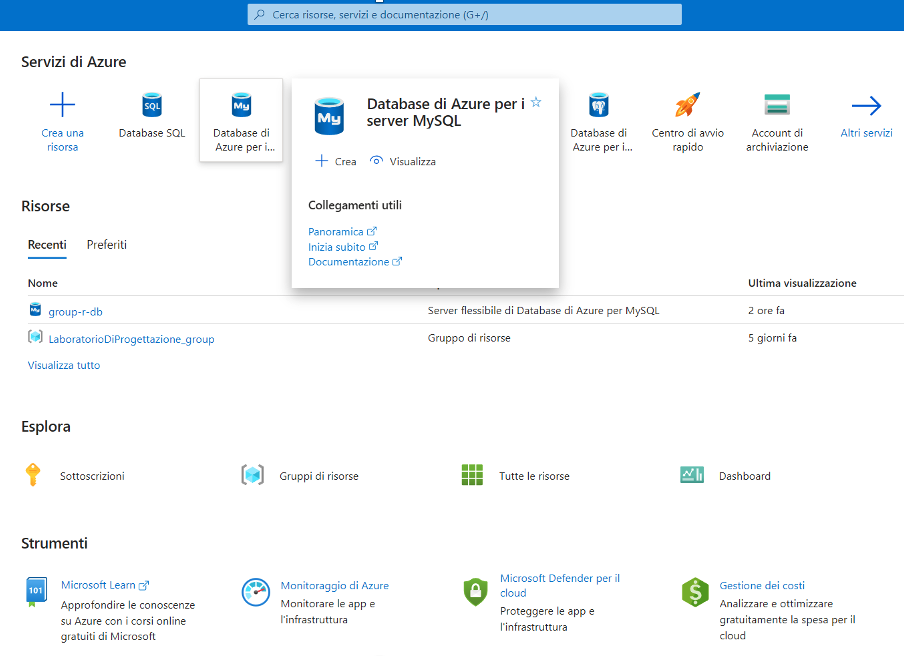 Cerca risorse, servizi e documentazione (G+/)
Servizi di Azure
Crea una
risorsa
SQL
Database SQL
My
Database di
Azure per i...
My
Database di Azure per i
server MySQL
Crea
Visualizza
Collegamenti utili
Panoramica
Inizia subito
Documentazione
Database di
Azure per i...
Centro di avvio
rapido
Account di
archiviazione
Altri servizi
Risorse
Recenti
Preferiti
Nome
Ultima visualizzazione
My
group-r-db
Server flessibile di Database di Azure per MySQL
2 ore fa
LaboratorioDiProgettazione_group
Gruppo di risorse
5 giorni fa
Visualizza tutto
Esplora
Sottoscrizioni
Gruppi di risorse
Tutte le risorse
Dashboard
Strumenti
101
Microsoft Learn
Approfondire le conoscenze
su Azure con i corsi online
gratuiti di Microsoft
Monitoraggio di Azure
Monitorare le app e
l'infrastruttura
Microsoft Defender per il
cloud
Proteggere le app e
l'infrastruttura
$
Gestione dei costi
Analizzare e ottimizzare
gratuitamente la spesa per il
cloud